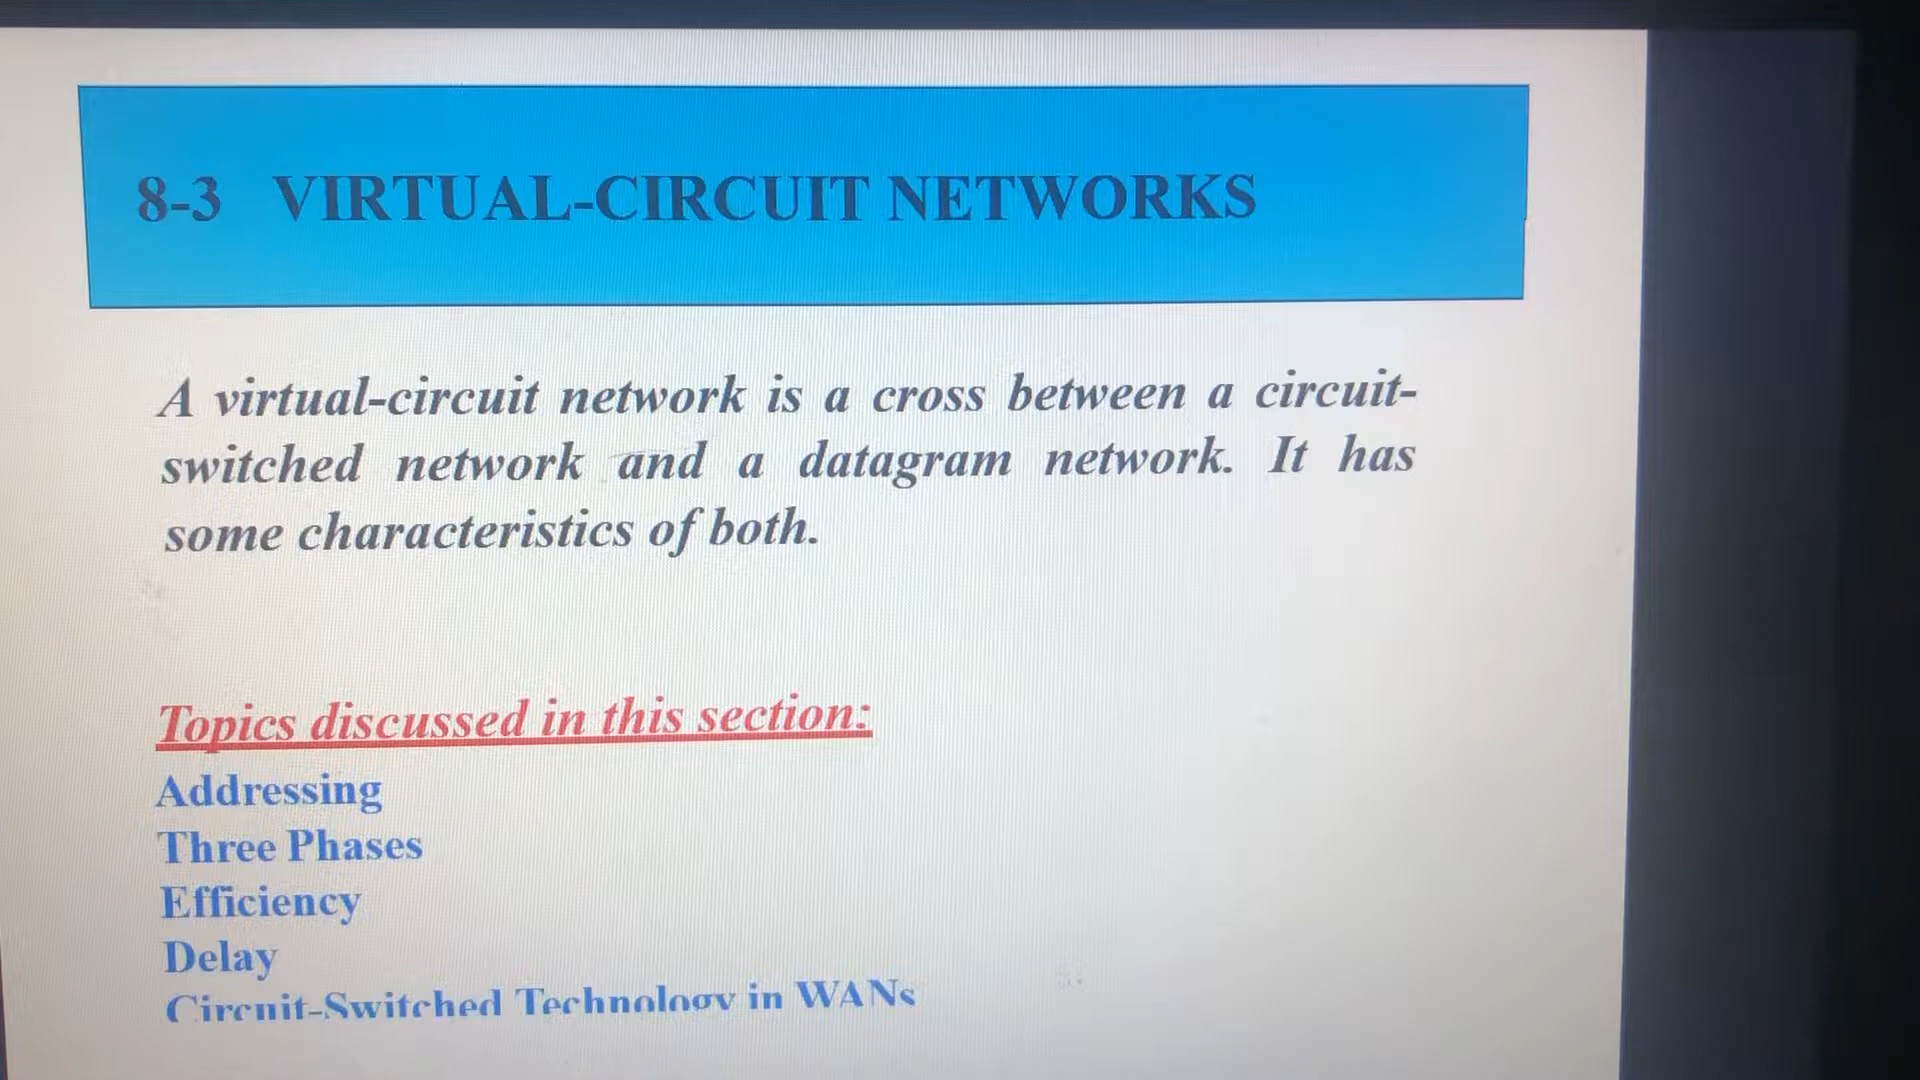 8-3 VIRTUAL-CIRCUIT NETWORKS
A virtual-circuit network is a cross between a circuit-
switched network and a datagram network. It has
some characteristics of both.
Topics discussed in this section:
Addressing
Three Phases
Efficiency
Delay
Circuit-Switched Technology in WANs